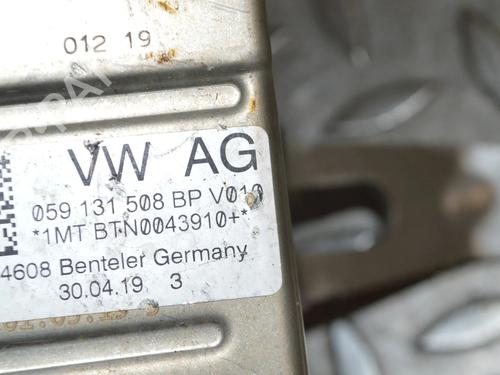 012 19
VW AG
059 131 508 BP V010
*1MT BTN0043910+*
4608 Benteler Germany
30.04.19 3